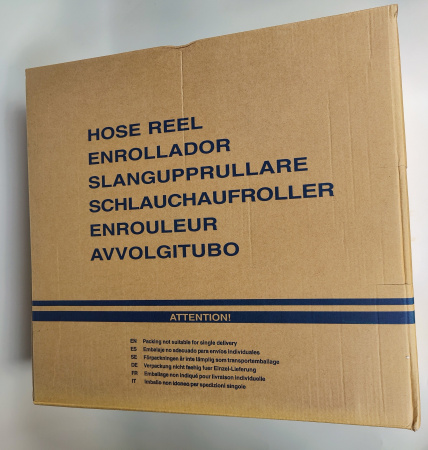 HOSE REEL
ENROLLADOR
SLANGUPPRULLARE
SCHLAUCHAUFROLLER
ENROULEUR
AVVOLGITUBO
ATTENTION!
EN Packing not suitable for single delivery
ES Embalaje no adecuado para envios individuales
SE Förpackningen är inte lämplig som transportemballage
DE Verpackung nicht faehig fuer Einzel-Lieferung
FR Emballage non indiqué pour livraison individuelle
IT Imballo non idoneo per spedizioni singole